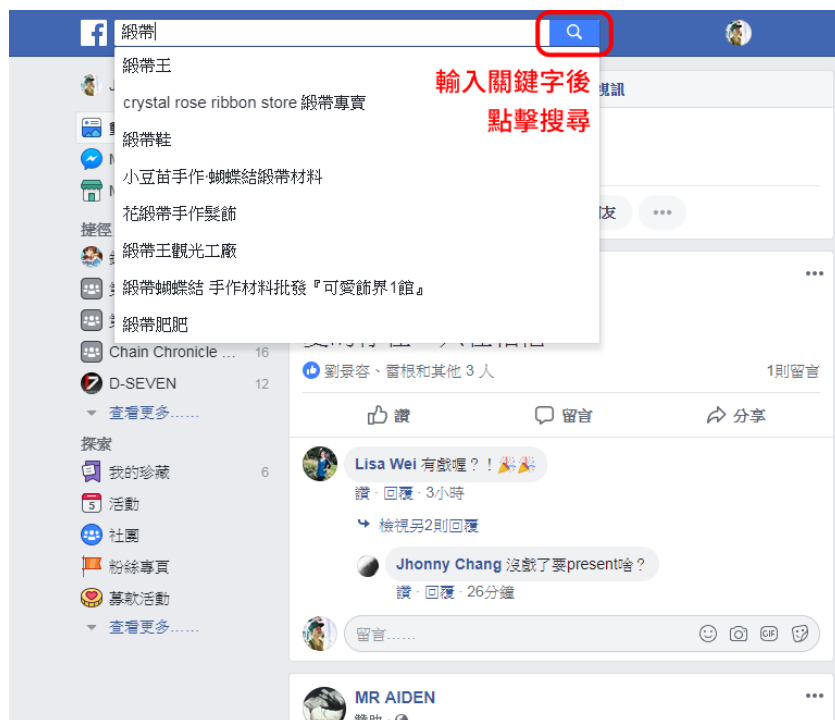 緞帶
緞帶王
crystal rose ribbon store 緞帶專賣
緞帶鞋
小豆苗手作‧蝴蝶結緞帶材料
花緞帶手作髮飾
緞帶王觀光工廠
緞帶蝴蝶結 手作材料批發『可愛飾界1館』
緞帶肥肥
輸入關鍵字後
點擊搜尋
視訊
友
捷徑
Chain Chronicle ... 16
D-SEVEN 12
查看更多……
探索
我的珍藏 6
活動
社團
粉絲專頁
募款活動
查看更多……
劉景容、雷根和其他 3 人
1則留言
讚 留言 分享
Lisa Wei 有戲喔？！🎉🎉
讚 · 回覆 · 3小時
檢視另2則回覆
Jhonny Chang 沒戲了要present啥？
讚 · 回覆 · 26分鐘
留言…… GIF
MR AIDEN
贊助 ·